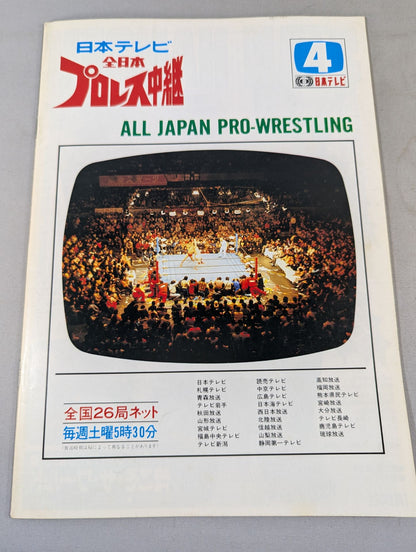 日本テレビ
全日本
プロレス中継
4
日本テレビ
ALL JAPAN PRO-WRESTLING
全国26局ネット
毎週土曜5時30分
日本テレビ
札幌テレビ
青森放送
テレビ岩手
秋田放送
山形放送
宮城テレビ
福島中央テレビ
テレビ新潟
読売テレビ
中京テレビ
広島テレビ
日本海テレビ
西日本放送
北陸放送
信越放送
山梨放送
静岡第一テレビ
高知放送
福岡放送
熊本県民テレビ
宮崎放送
大分放送
テレビ長崎
鹿児島テレビ
琉球放送